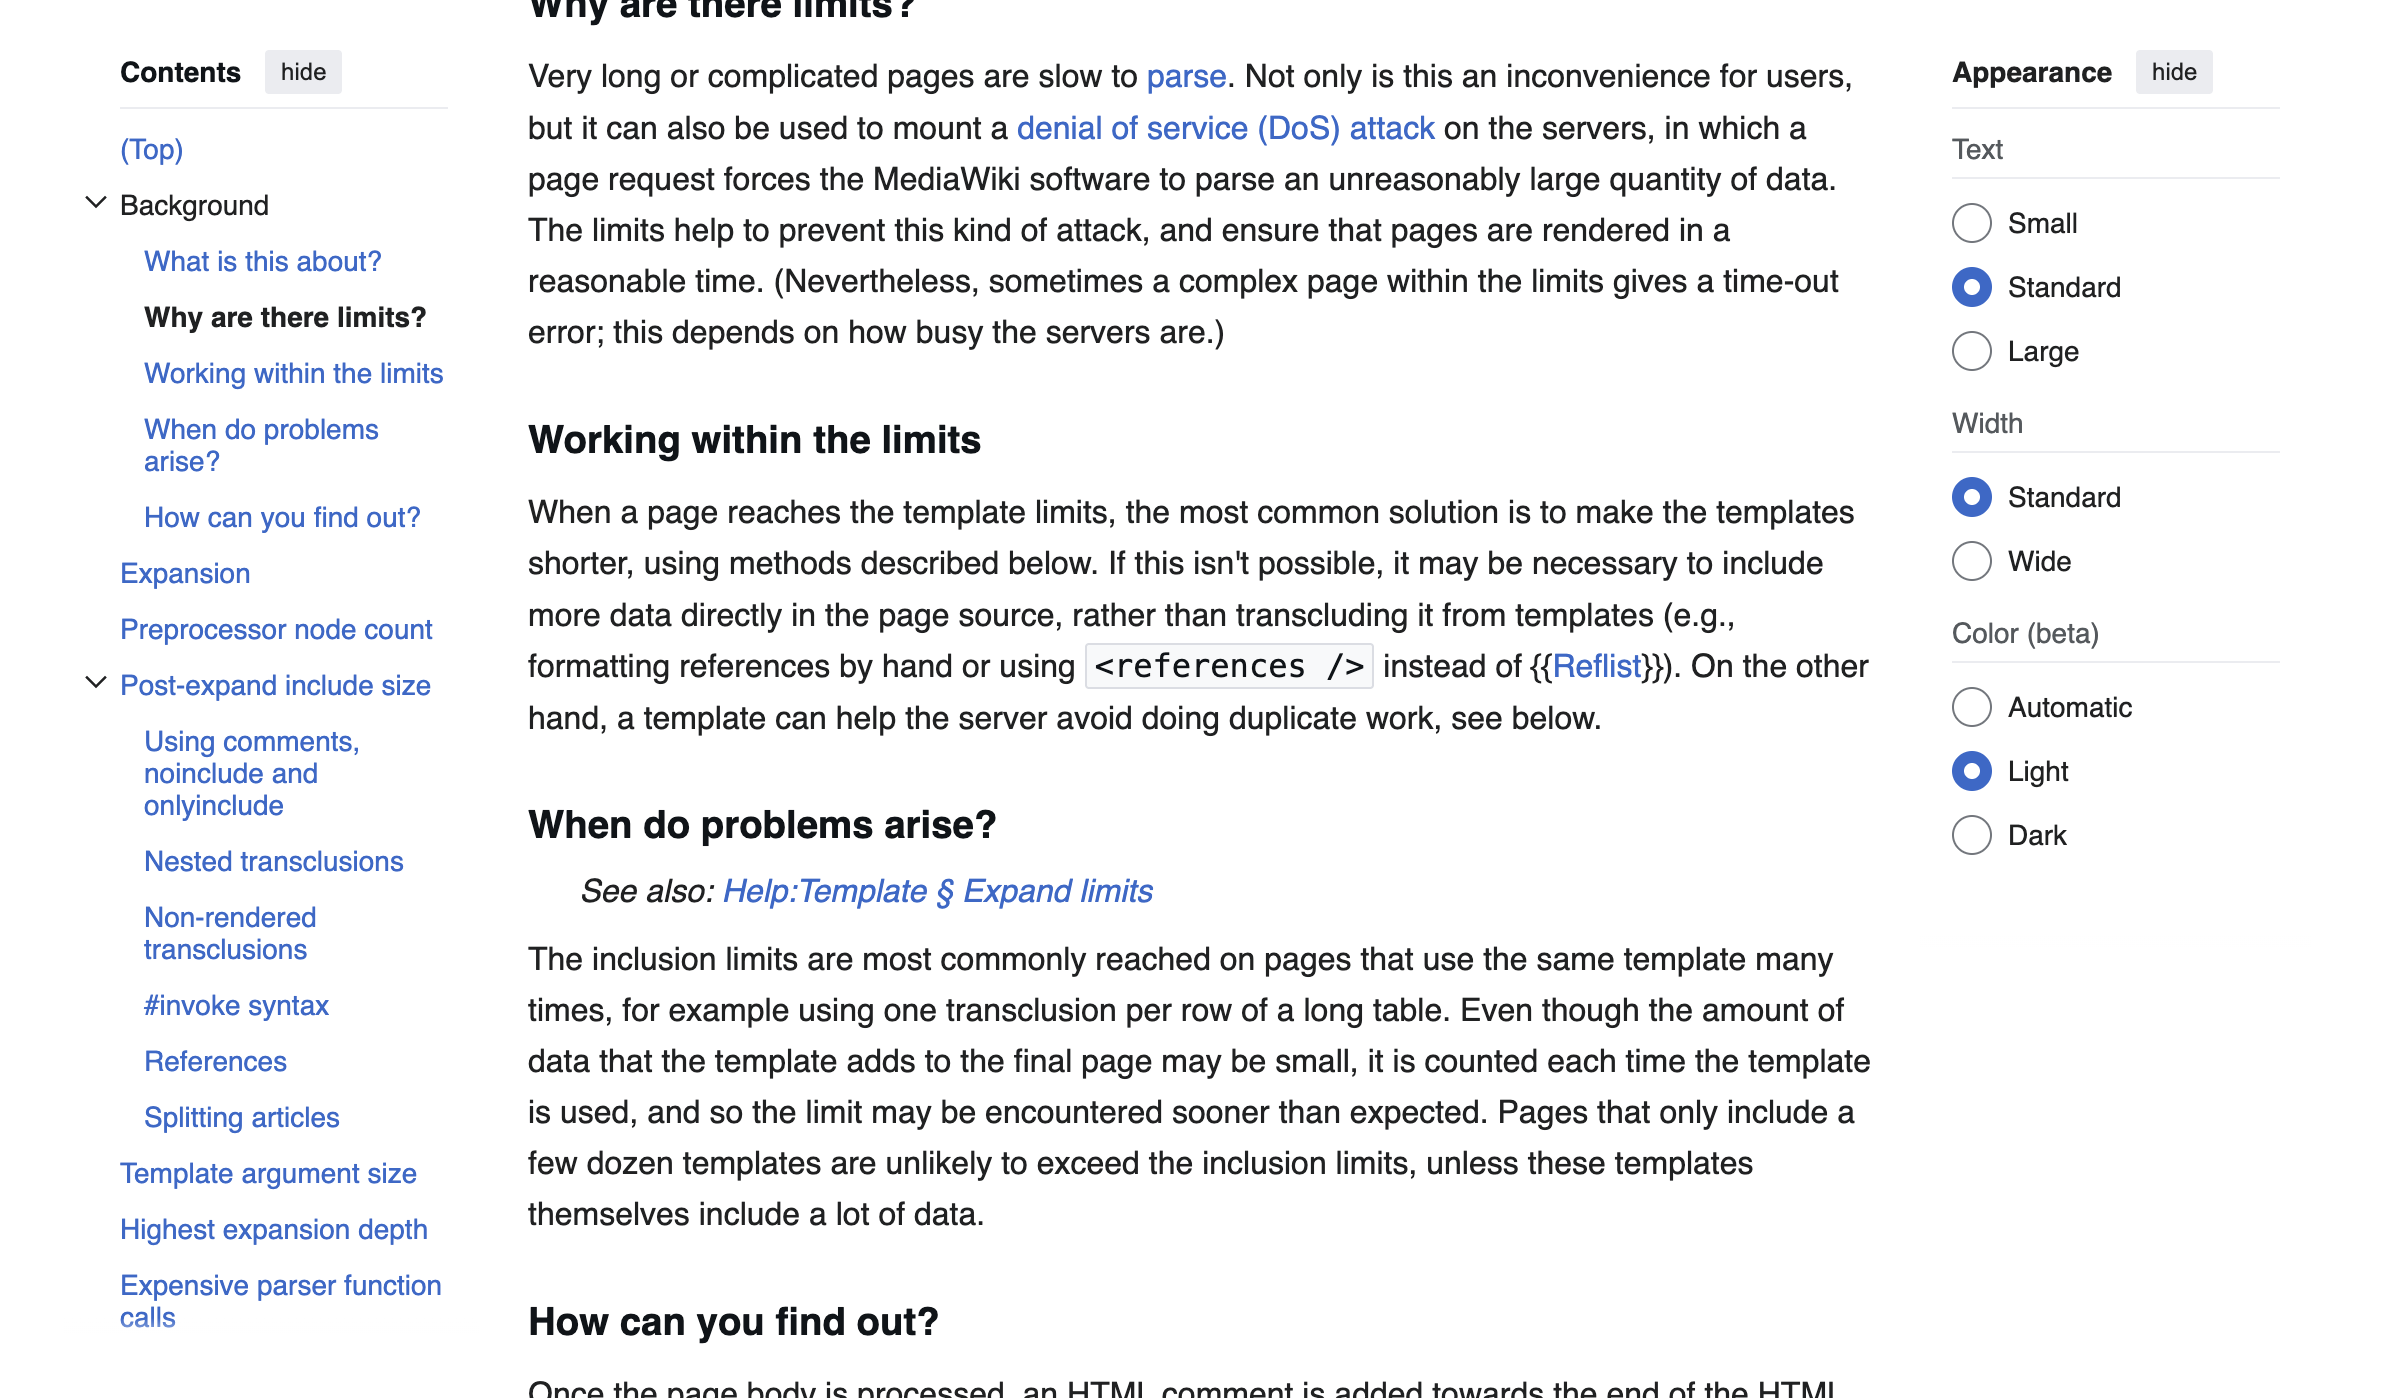 Contents hide
(Top)
Background
What is this about?
Why are there limits?
Working within the limits
When do problems
arise?
How can you find out?
Expansion
Preprocessor node count
Post-expand include size
Using comments,
noinclude and
onlyinclude
Nested transclusions
Non-rendered
transclusions
#invoke syntax
References
Splitting articles
Template argument size
Highest expansion depth
Expensive parser function
calls
Why are there limits?
Very long or complicated pages are slow to parse. Not only is this an inconvenience for users,
but it can also be used to mount a denial of service (DoS) attack on the servers, in which a
page request forces the MediaWiki software to parse an unreasonably large quantity of data.
The limits help to prevent this kind of attack, and ensure that pages are rendered in a
reasonable time. (Nevertheless, sometimes a complex page within the limits gives a time-out
error; this depends on how busy the servers are.)
Working within the limits
When a page reaches the template limits, the most common solution is to make the templates
shorter, using methods described below. If this isn't possible, it may be necessary to include
more data directly in the page source, rather than transcluding it from templates (e.g.,
formatting references by hand or using <references /> instead of {{Reflist}}). On the other
hand, a template can help the server avoid doing duplicate work, see below.
When do problems arise?
See also: Help:Template § Expand limits
The inclusion limits are most commonly reached on pages that use the same template many
times, for example using one transclusion per row of a long table. Even though the amount of
data that the template adds to the final page may be small, it is counted each time the template
is used, and so the limit may be encountered sooner than expected. Pages that only include a
few dozen templates are unlikely to exceed the inclusion limits, unless these templates
themselves include a lot of data.
How can you find out?
Once the page body is processed, an HTML comment is added towards the end of the HTML
Appearance hide
Text
Small
Standard
Large
Width
Standard
Wide
Color (beta)
Automatic
Light
Dark